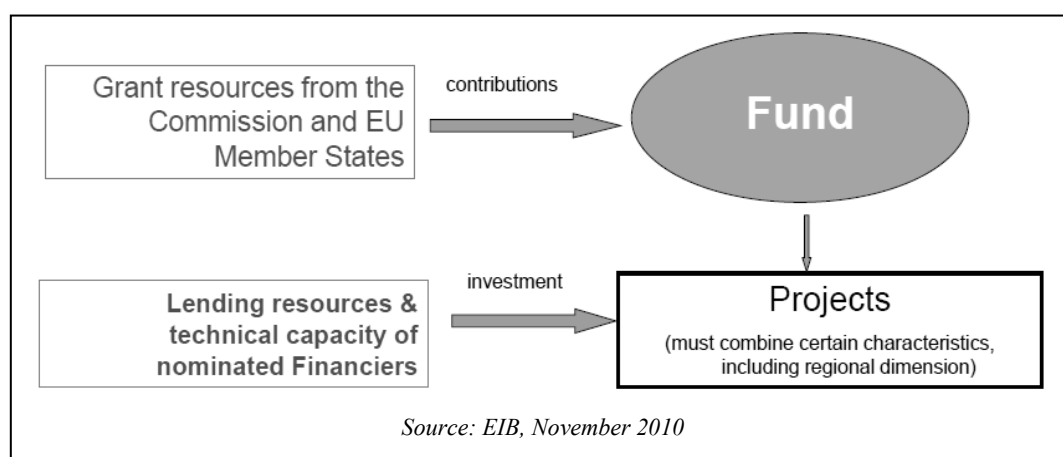 Grant resources from the
Commission and EU
Member States
contributions
Fund
Lending resources &
technical capacity of
nominated Financiers
investment
Projects
(must combine certain characteristics,
including regional dimension)
Source: EIB, November 2010